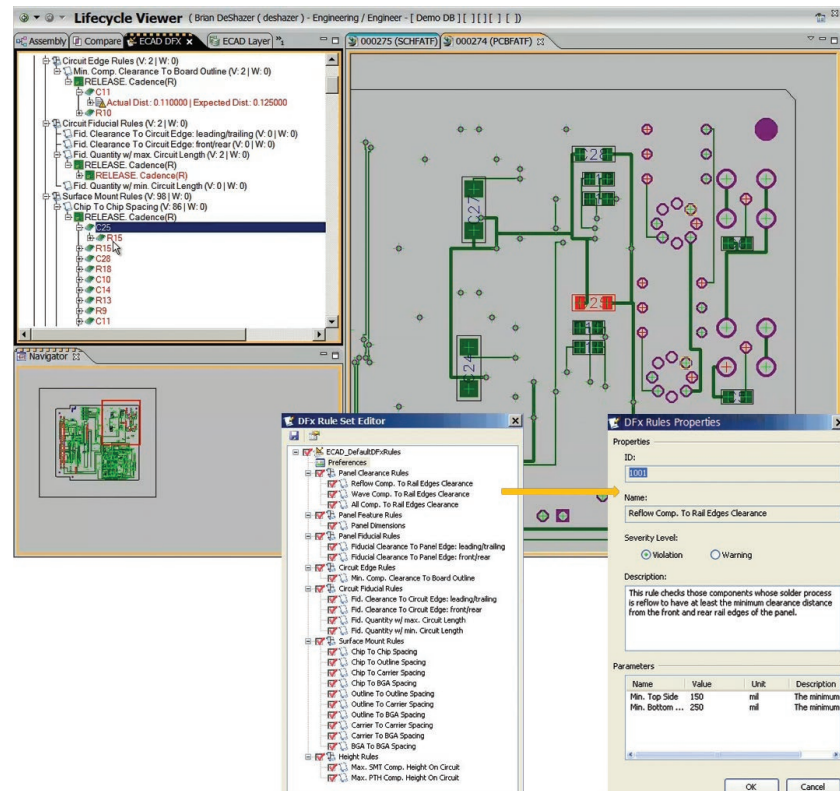 Lifecycle Viewer ( Brian DeShazer ( deshazer ) - Engineering / Engineer - [ Demo DB ] [ ] [ ] [ ] [ ])
Assembly Compare ECAD DFX ECAD Layer
000275 (SCHFATF) 000274 (PCBFATF)
Circuit Edge Rules (V: 2 | W: 0)
Min. Comp. Clearance To Board Outline (V: 2 | W: 0)
RELEASE. Cadence(R)
C11
Actual Dist.: 0.110000 | Expected Dist.: 0.125000
R10
Circuit Fiducial Rules (V: 2 | W: 0)
Fid. Clearance To Circuit Edge: leading/trailing (V: 0 | W: 0)
Fid. Clearance To Circuit Edge: front/rear (V: 0 | W: 0)
Fid. Quantity w/ max. Circuit Length (V: 2 | W: 0)
RELEASE. Cadence(R)
RELEASE. Cadence(R)
Fid. Quantity w/ min. Circuit Length (V: 0 | W: 0)
Surface Mount Rules (V: 98 | W: 0)
Chip To Chip Spacing (V: 86 | W: 0)
RELEASE. Cadence(R)
C25
R15
R15
C28
R18
C10
C14
R13
R9
C11
Navigator
C27
C24
DFx Rule Set Editor
ECAD_DefaultDFxRules
Preferences
Panel Clearance Rules
Reflow Comp. To Rail Edges Clearance
Wave Comp. To Rail Edges Clearance
All Comp. To Rail Edges Clearance
Panel Feature Rules
Panel Dimensions
Panel Fiducial Rules
Fiducial Clearance To Panel Edge: leading/trailing
Fiducial Clearance To Panel Edge: front/rear
Circuit Edge Rules
Min. Comp. Clearance To Board Outline
Circuit Fiducial Rules
Fid. Clearance To Circuit Edge: leading/trailing
Fid. Clearance To Circuit Edge: front/rear
Fid. Quantity w/ max. Circuit Length
Fid. Quantity w/ min. Circuit Length
Surface Mount Rules
Chip To Chip Spacing
Chip To Outline Spacing
Chip To Carrier Spacing
Chip To BGA Spacing
Outline To Outline Spacing
Outline To Carrier Spacing
Outline To BGA Spacing
Carrier To Carrier Spacing
Carrier To BGA Spacing
BGA To BGA Spacing
Height Rules
Max. SMT Comp. Height On Circuit
Max. PTH Comp. Height On Circuit
DFx Rules Properties
Properties
ID:
1001
Name:
Reflow Comp. To Rail Edges Clearance
Severity Level:
Violation Warning
Description:
This rule checks those components whose solder process
is reflow to have at least the minimum clearance distance
from the front and rear rail edges of the panel.
Parameters
Name Value Unit Description
Min. Top Side 150 mil The minimum
Min. Bottom ... 250 mil The minimum
OK Cancel